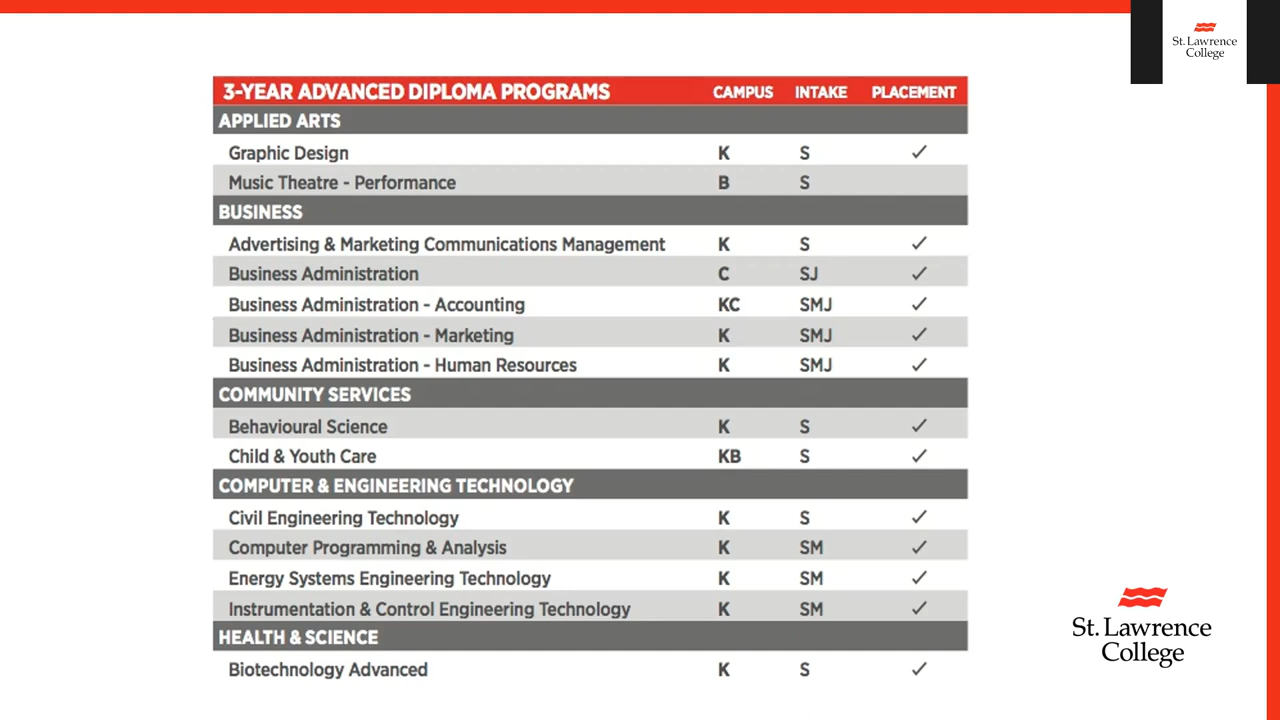 St. Lawrence
College
3-YEAR ADVANCED DIPLOMA PROGRAMS CAMPUS INTAKE PLACEMENT
APPLIED ARTS
Graphic Design K S ✓
Music Theatre - Performance B S
BUSINESS
Advertising & Marketing Communications Management K S ✓
Business Administration C SJ ✓
Business Administration - Accounting KC SMJ ✓
Business Administration - Marketing K SMJ ✓
Business Administration - Human Resources K SMJ ✓
COMMUNITY SERVICES
Behavioural Science K S ✓
Child & Youth Care KB S ✓
COMPUTER & ENGINEERING TECHNOLOGY
Civil Engineering Technology K S ✓
Computer Programming & Analysis K SM ✓
Energy Systems Engineering Technology K SM ✓
Instrumentation & Control Engineering Technology K SM ✓
HEALTH & SCIENCE
Biotechnology Advanced K S ✓
St. Lawrence
College